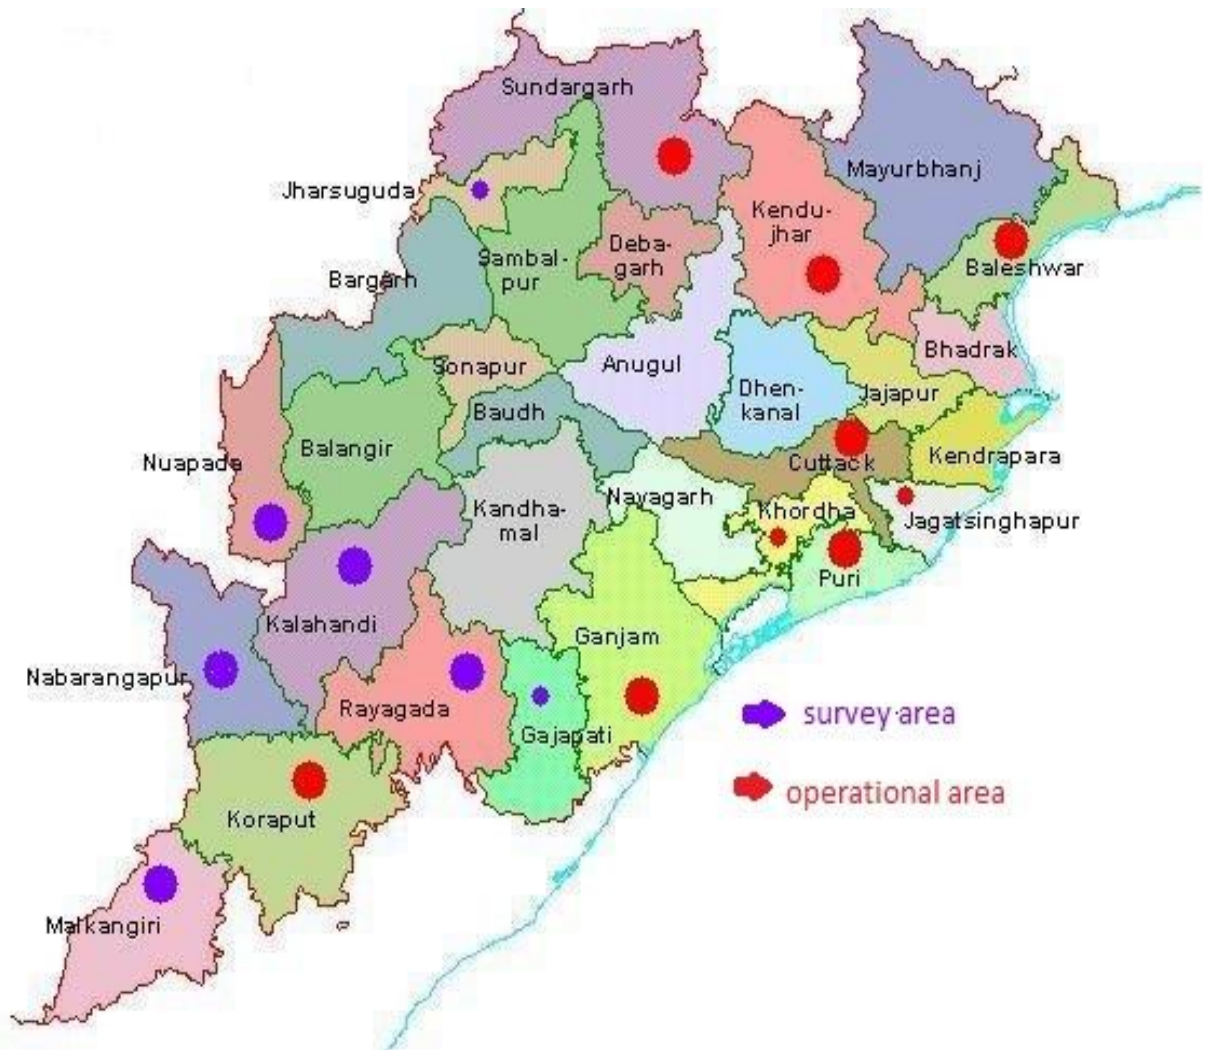 Sundargarh
Mayurbhanj
Jharsuguda
Kendu-
jhar
Deba-
garh
Sambal-
pur
Baleshwar
Bargarh
Bhadrak
Sonapur
Anugul
Dhen-
kanal
Jajapur
Baudh
Balangir
Nuapada
Cuttack
Kendrapara
Nayagarh
Kandha-
mal
Khordha
Jagatsinghapur
Puri
Kalahandi
Ganjam
Nabarangapur
Rayagada
Gajapati
survey area
operational area
Koraput
Malkangiri